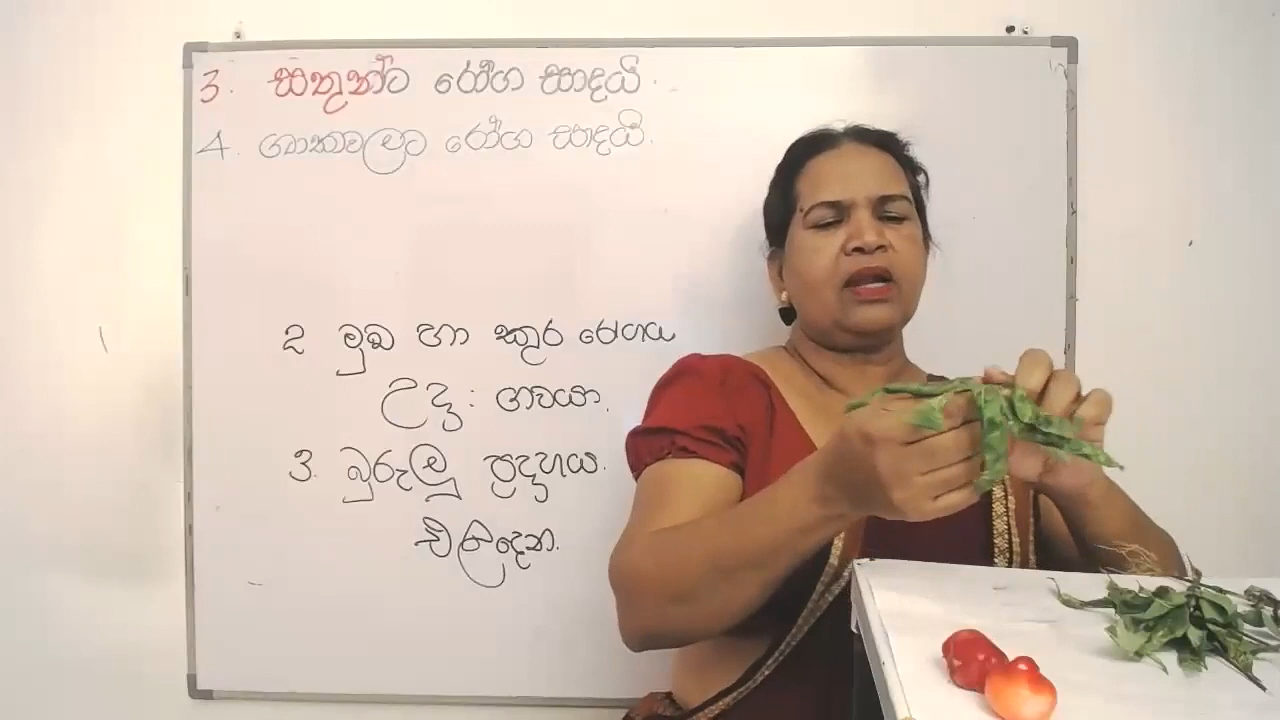 3. සතුන්ට රෝග සාදයි.
4. ශාකවලට රෝග සාදයි.
2 මුඛ හා කුර රෝගය
උදා: ගවයා.
3. බුරුලු ප්‍රදාහය.
එළදෙන.